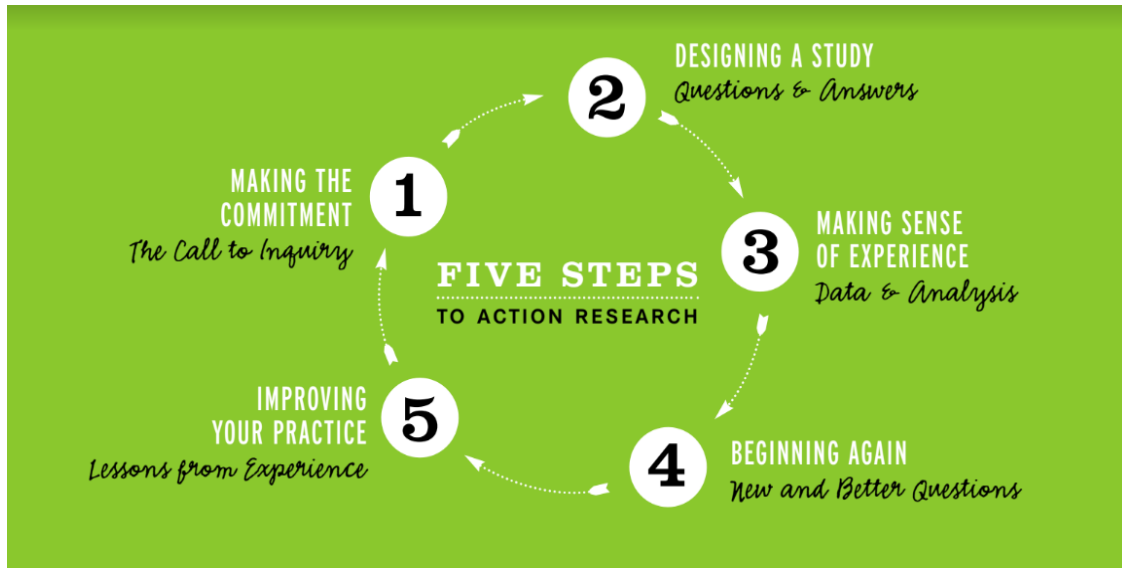 FIVE STEPS
TO ACTION RESEARCH
1
MAKING THE
COMMITMENT
The Call to Inquiry
2
DESIGNING A STUDY
Questions & Answers
3
MAKING SENSE
OF EXPERIENCE
Data & Analysis
4
BEGINNING AGAIN
New and Better Questions
5
IMPROVING
YOUR PRACTICE
Lessons from Experience